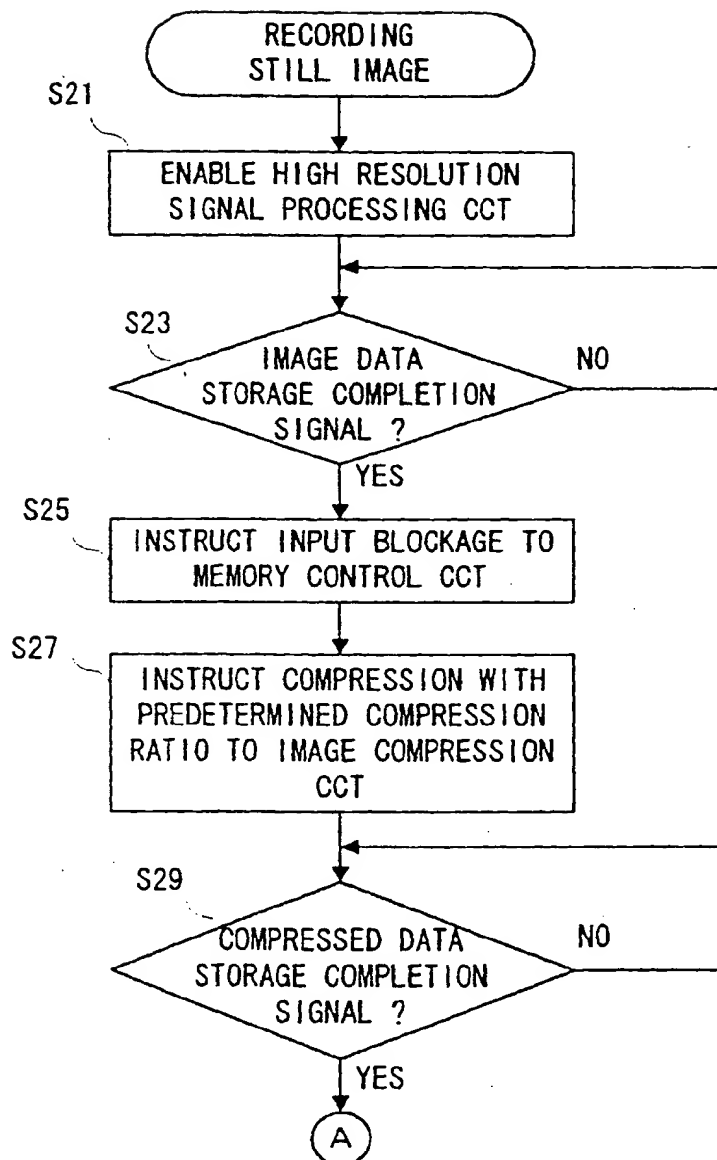 RECORDING
STILL IMAGE
S21
ENABLE HIGH RESOLUTION
SIGNAL PROCESSING CCT
S23
IMAGE DATA
STORAGE COMPLETION
SIGNAL ?
NO
YES
S25
INSTRUCT INPUT BLOCKAGE TO
MEMORY CONTROL CCT
S27
INSTRUCT COMPRESSION WITH
PREDETERMINED COMPRESSION
RATIO TO IMAGE COMPRESSION
CCT
S29
COMPRESSED DATA
STORAGE COMPLETION
SIGNAL ?
NO
YES
A